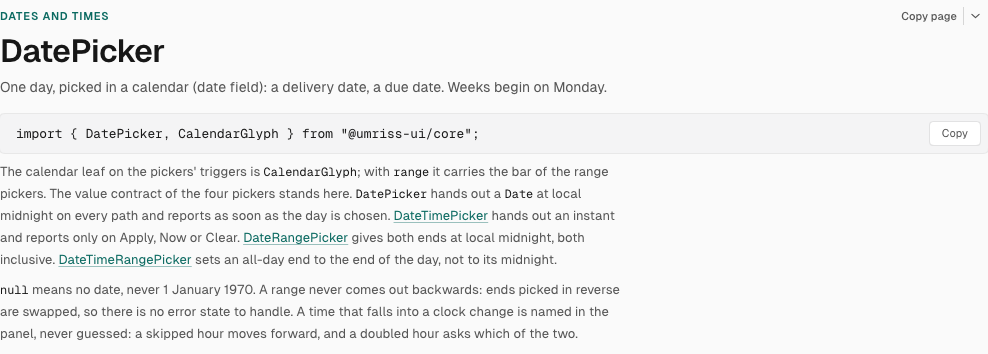 DATES AND TIMES
Copy page
DatePicker
One day, picked in a calendar (date field): a delivery date, a due date. Weeks begin on Monday.
import { DatePicker, CalendarGlyph } from "@umriss-ui/core";
Copy
The calendar leaf on the pickers' triggers is CalendarGlyph; with range it carries the bar of the range
pickers. The value contract of the four pickers stands here. DatePicker hands out a Date at local
midnight on every path and reports as soon as the day is chosen. DateTimePicker hands out an instant
and reports only on Apply, Now or Clear. DateRangePicker gives both ends at local midnight, both
inclusive. DateTimeRangePicker sets an all-day end to the end of the day, not to its midnight.
null means no date, never 1 January 1970. A range never comes out backwards: ends picked in reverse
are swapped, so there is no error state to handle. A time that falls into a clock change is named in the
panel, never guessed: a skipped hour moves forward, and a doubled hour asks which of the two.